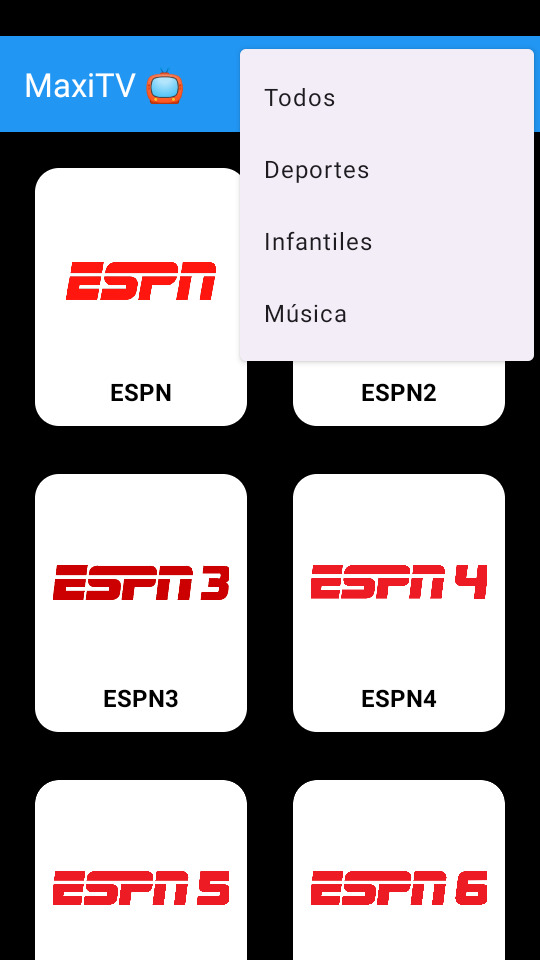 MaxiTV
Todos
Deportes
Infantiles
Música
ESPN
ESPN
ESPN2
ESPN 3
ESPN 4
ESPN3
ESPN4
ESPN 5
ESPN 6